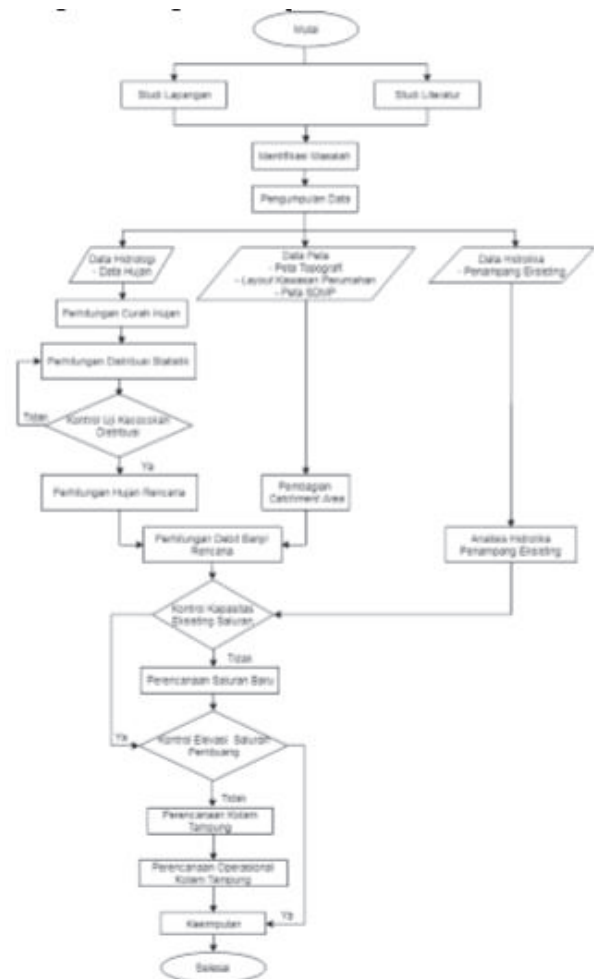 Mulai
Studi Lapangan
Studi Literatur
Identifikasi Masalah
Pengumpulan Data
Data Hidrologi
- Data Hujan
Data Peta
- Peta Topografi
- Layout Kawasan Perumahan
- Peta SDMP
Data Hidrolika
- Penampang Eksisting
Perhitungan Curah Hujan
Perhitungan Distribusi Statistik
Tidak
Kontrol Uji Kecocokan
Distribusi
Ya
Perhitungan Hujan Rencana
Pembagian
Catchment Area
Perhitungan Debit Banjir
Rencana
Analisis Hidrolika
Penampang Eksisting
Kontrol Kapasitas
Eksisting Saluran
Tidak
Perencanaan Saluran Baru
Ya
Kontrol Elevasi Saluran
Pembuang
Tidak
Perencanaan Kolam
Tampung
Perencanaan Operasional
Kolam Tampung
Ya
Kesimpulan
Selesai